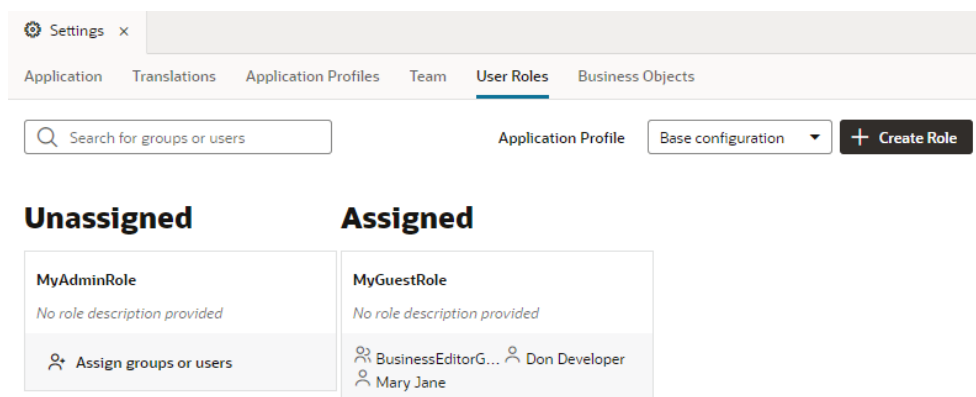 Settings ×
Application Translations Application Profiles Team User Roles Business Objects
Search for groups or users Application Profile Base configuration + Create Role
Unassigned Assigned
MyAdminRole MyGuestRole
No role description provided No role description provided
Assign groups or users BusinessEditorG... Don Developer
Mary Jane